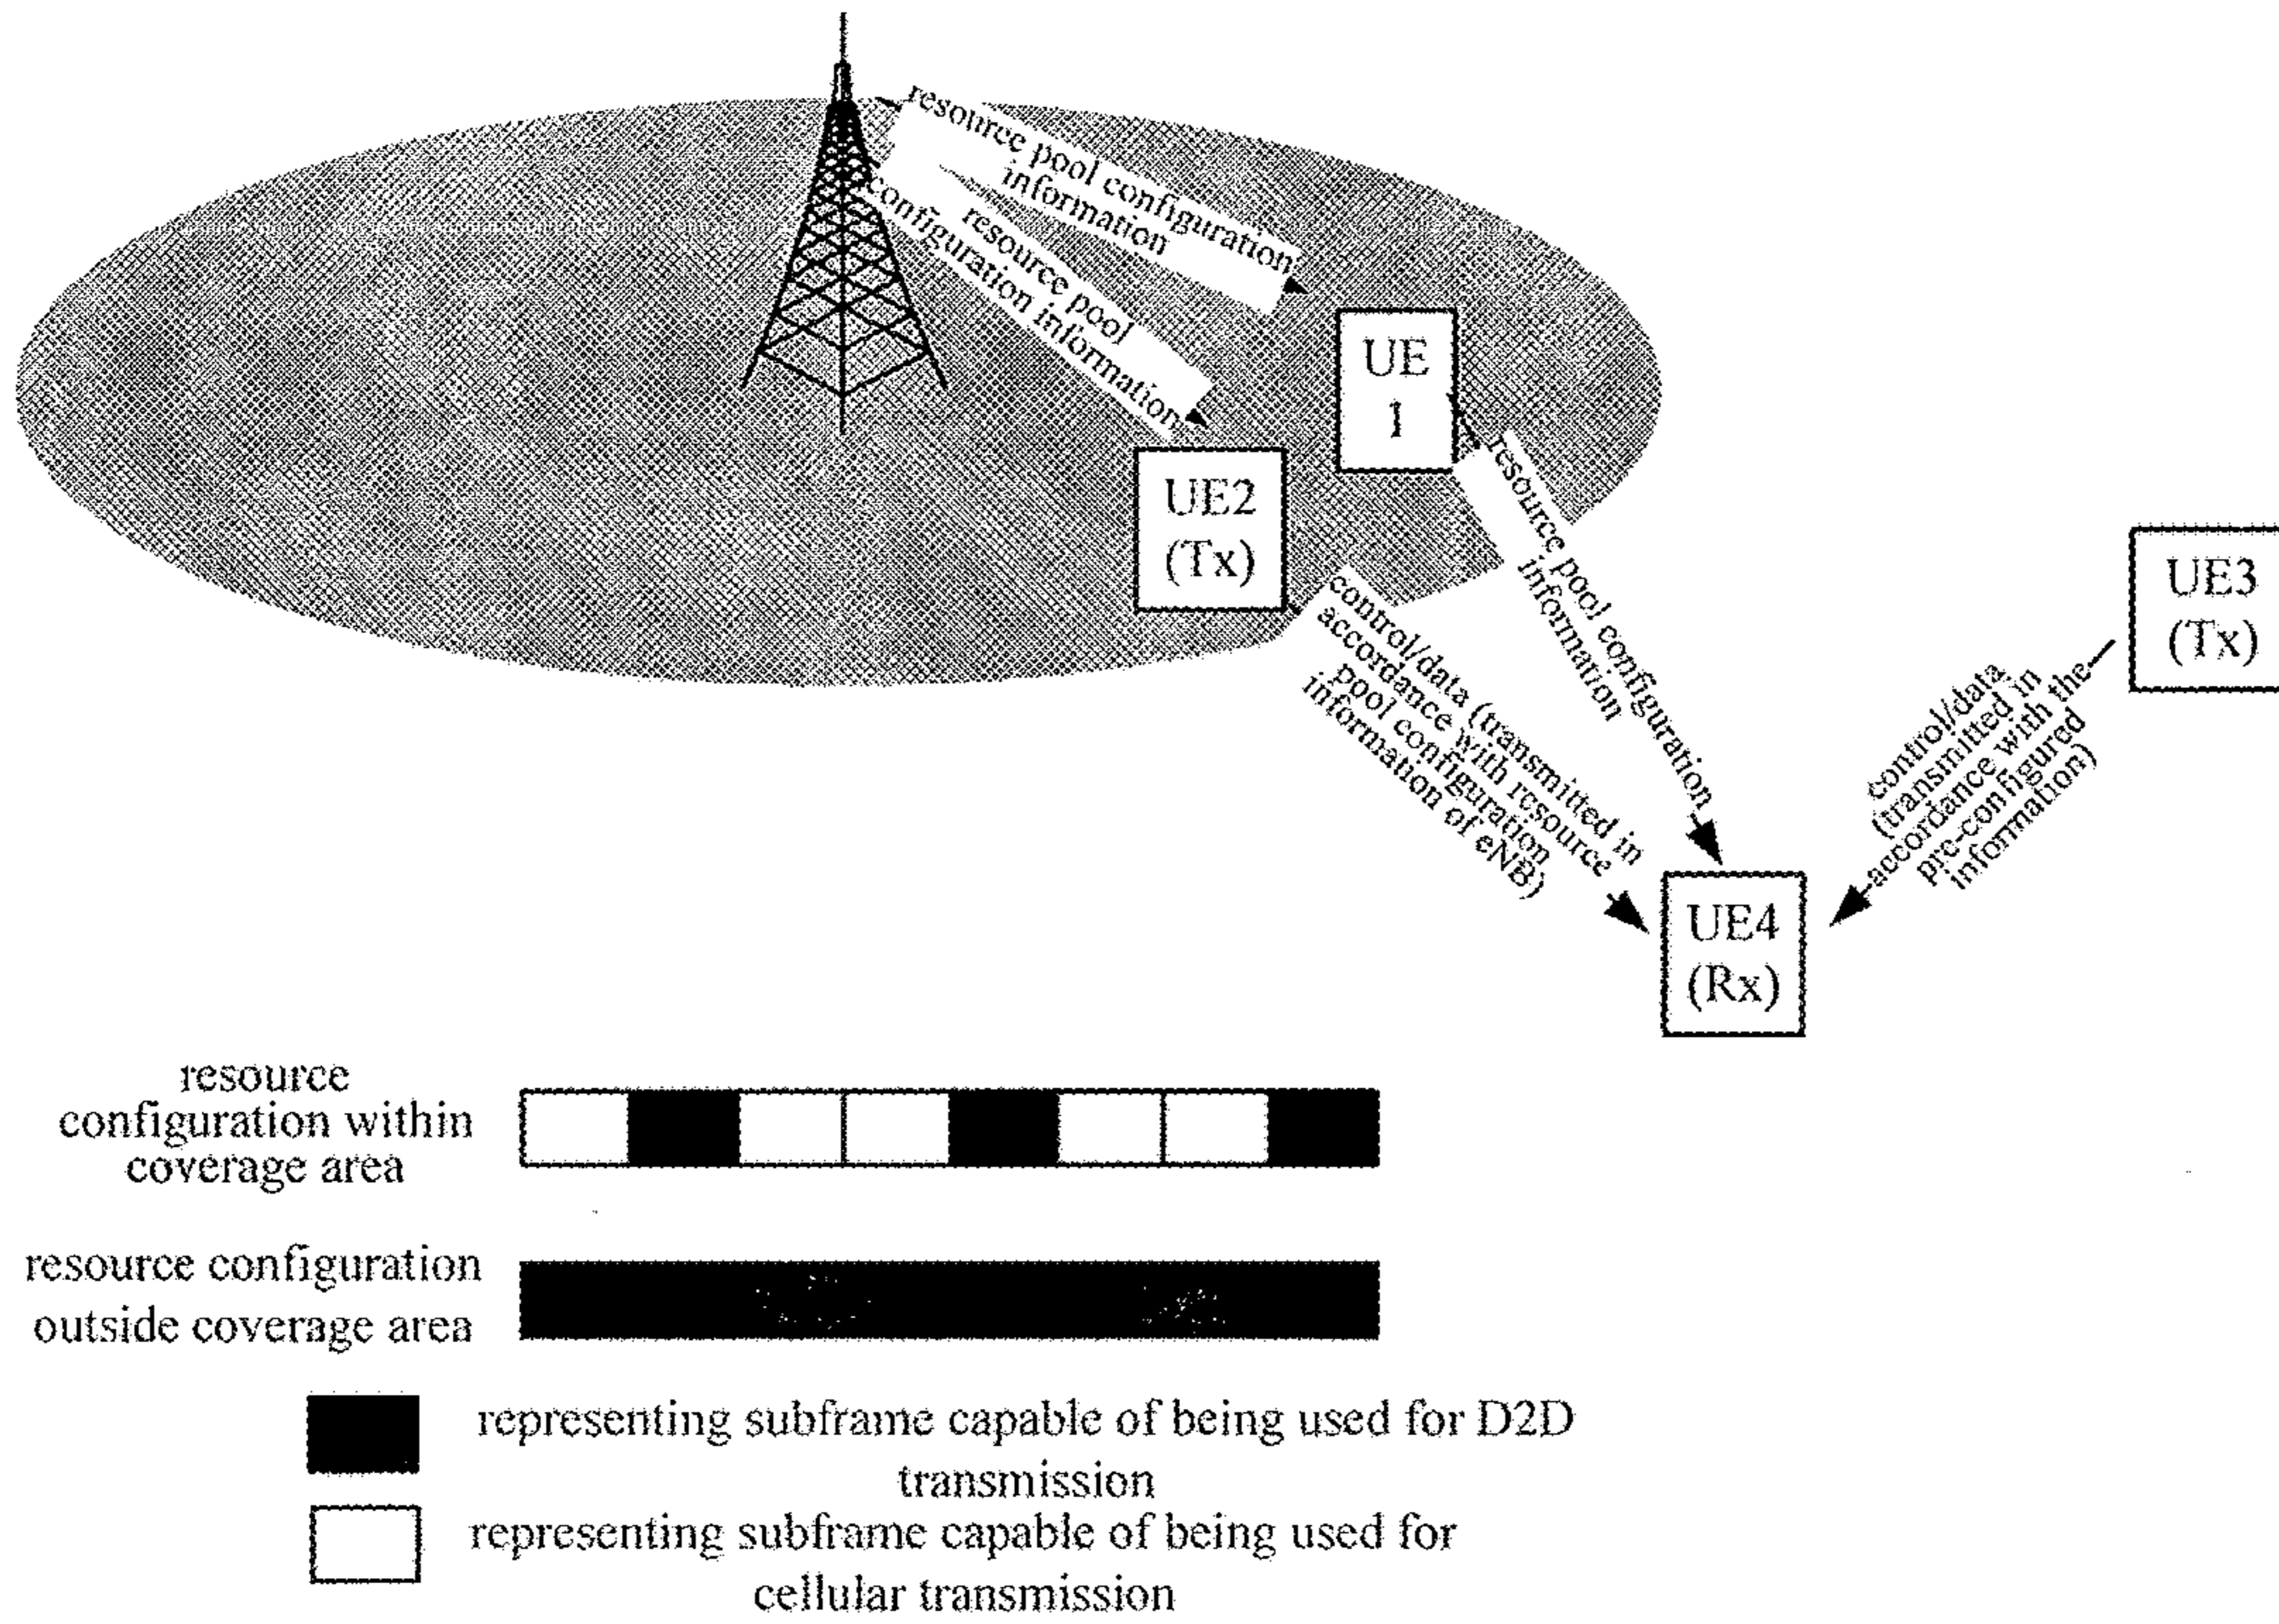 resource pool configuration
information
resource pool
configuration information
UE
1
UE2
(Tx)
resource pool configuration
information
UE3
(Tx)
control/data (transmitted in
accordance with resource
pool configuration
information of eNB)
control/data
(transmitted in
accordance with the
pre-configured
information)
UE4
(Rx)
resource
configuration within
coverage area
resource configuration
outside coverage area
representing subframe capable of being used for D2D
transmission
representing subframe capable of being used for
cellular transmission